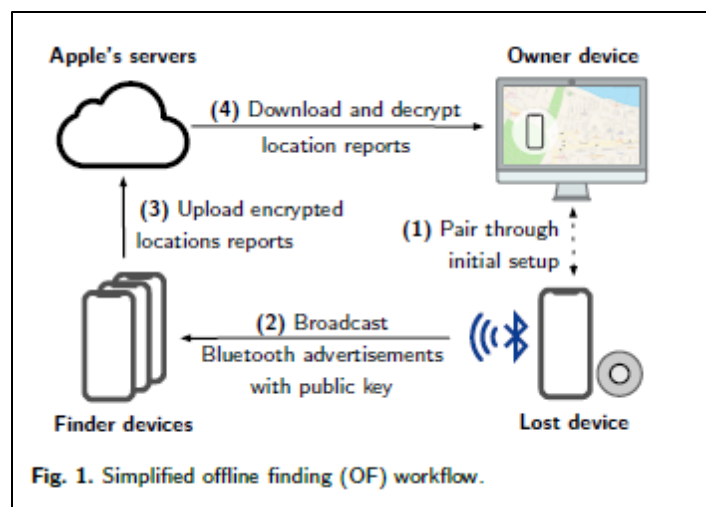 Apple's servers
Owner device
(4) Download and decrypt
location reports
(3) Upload encrypted
locations reports
(1) Pair through
initial setup
(2) Broadcast
Bluetooth advertisements
with public key
Finder devices
Lost device
Fig. 1. Simplified offline finding (OF) workflow.